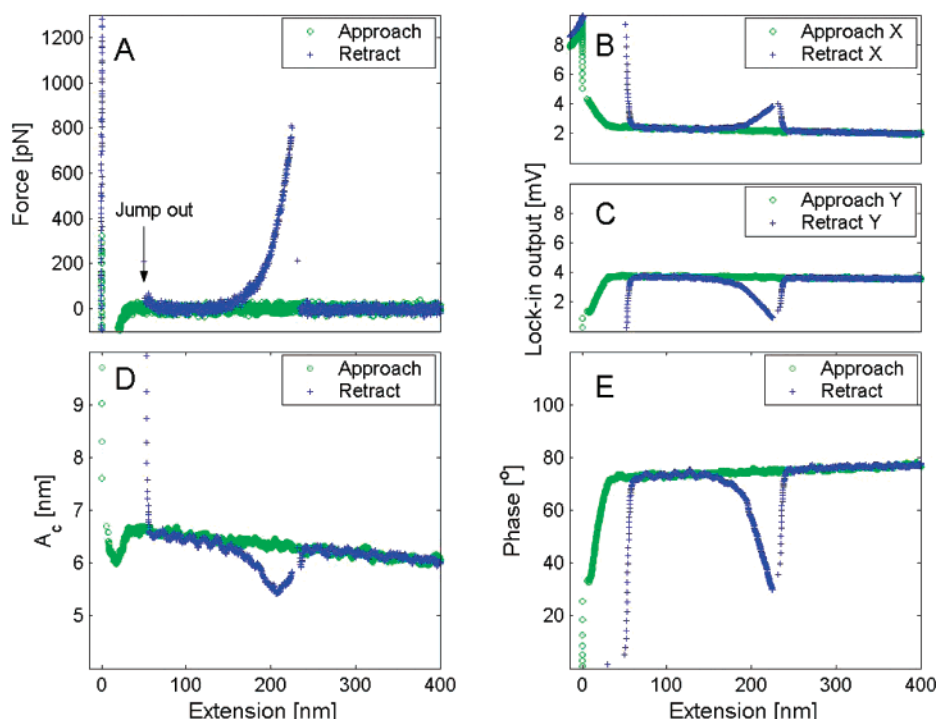 A
Approach
Retract
Jump out
Force [pN]
1200
1000
800
600
400
200
0
B
Approach X
Retract X
8
6
4
2
C
Approach Y
Retract Y
8
6
4
2
Lock-in output [mV]
D
Approach
Retract
A_c [nm]
9
8
7
6
5
0 100 200 300 400
Extension [nm]
E
Approach
Retract
Phase [°]
100
80
60
40
20
0 100 200 300 400
Extension [nm]